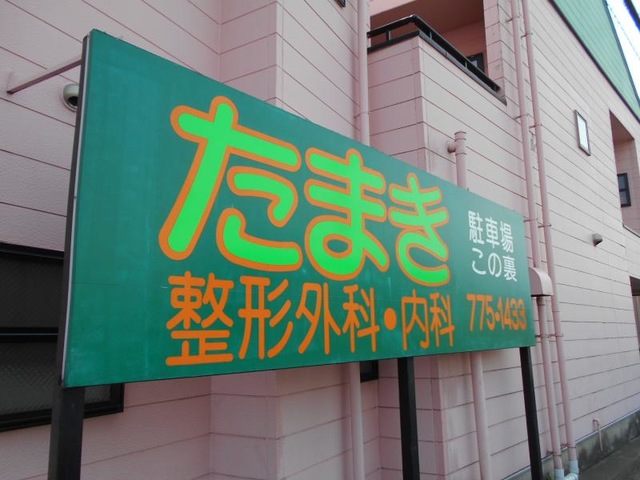 たまき
駐車場
この裏
整形外科・内科
775・1433